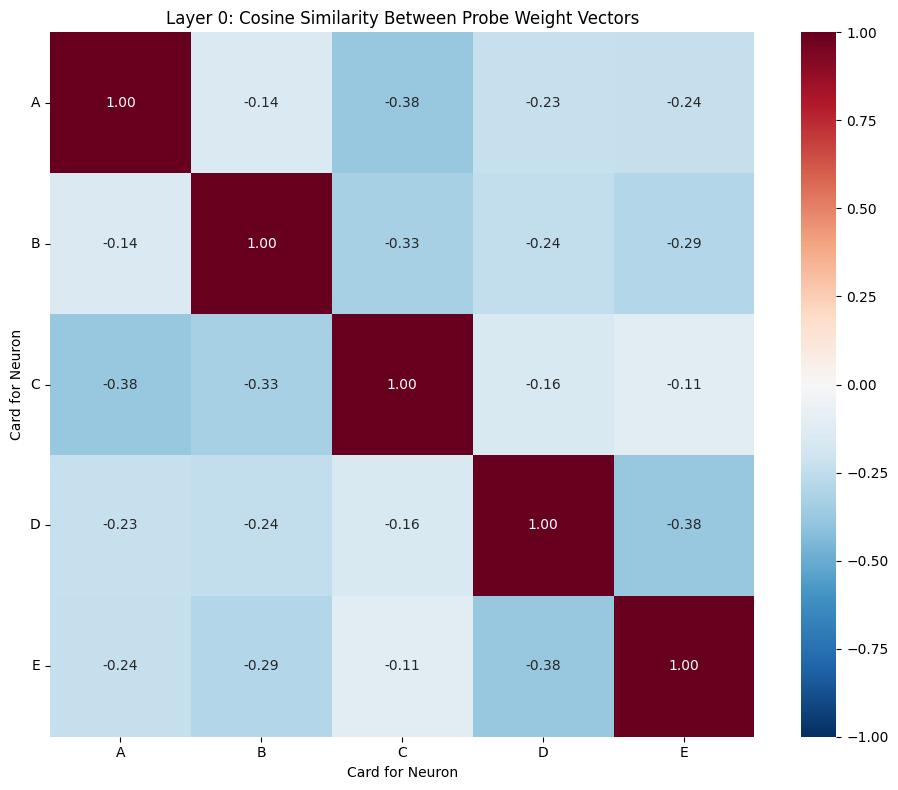 Layer 0: Cosine Similarity Between Probe Weight Vectors
Card for Neuron
A 1.00 -0.14 -0.38 -0.23 -0.24
B -0.14 1.00 -0.33 -0.24 -0.29
C -0.38 -0.33 1.00 -0.16 -0.11
D -0.23 -0.24 -0.16 1.00 -0.38
E -0.24 -0.29 -0.11 -0.38 1.00
A B C D E
Card for Neuron
1.00
0.75
0.50
0.25
0.00
−0.25
−0.50
−0.75
−1.00